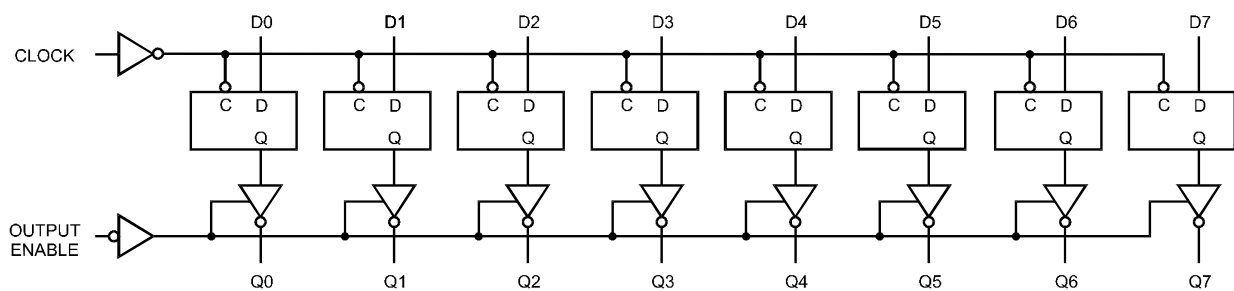 D0 D1 D2 D3 D4 D5 D6 D7
CLOCK
C D C D C D C D C D C D C D C D
Q Q Q Q Q Q Q Q
OUTPUT
ENABLE
Q0 Q1 Q2 Q3 Q4 Q5 Q6 Q7